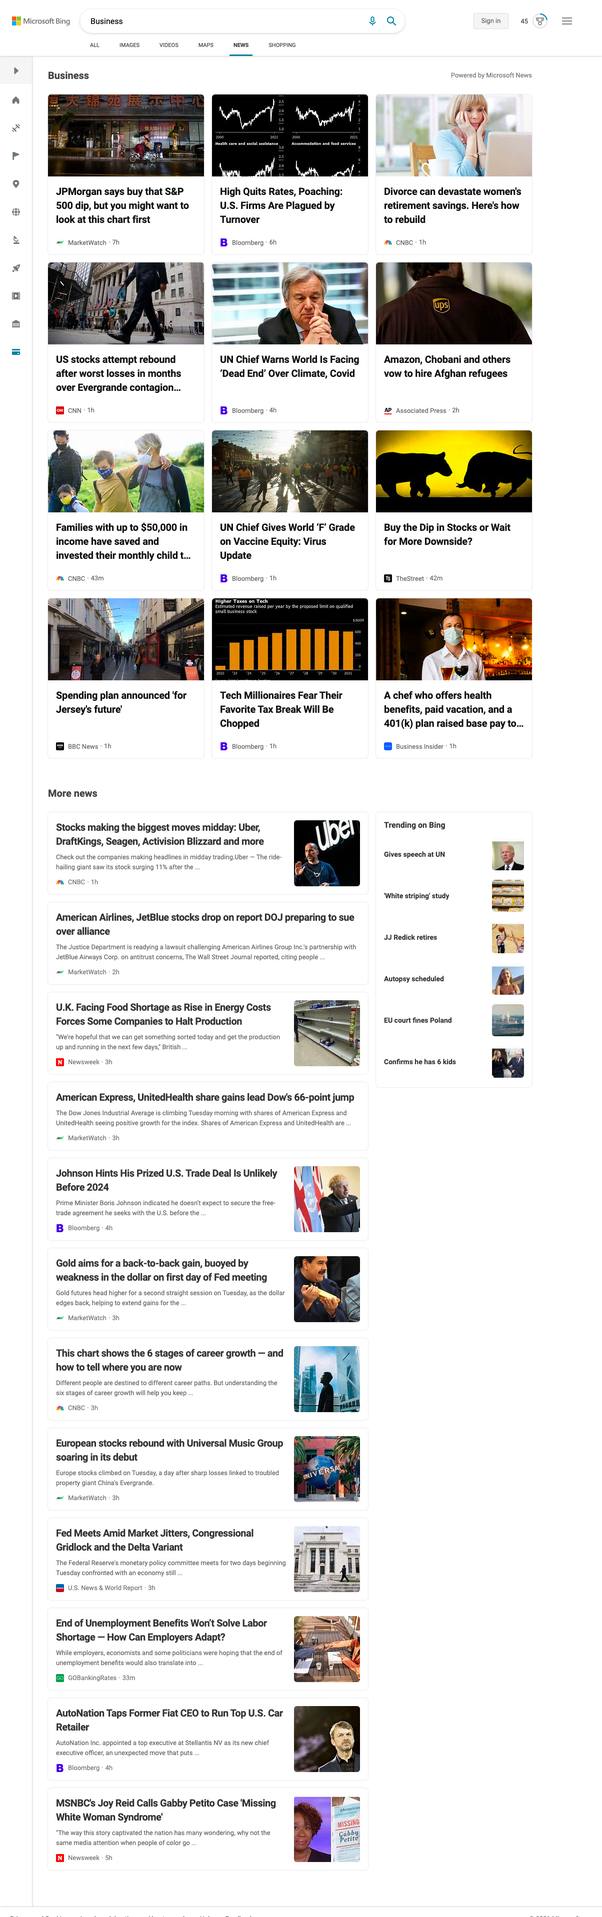 Microsoft Bing
Business
Sign in
45
ALL
IMAGES
VIDEOS
MAPS
NEWS
SHOPPING
Business
Powered by Microsoft News
JPMorgan says buy that S&P
500 dip, but you might want to
look at this chart first
MarketWatch · 7h
Health care and social assistance
Accommodation and food services
High Quits Rates, Poaching:
U.S. Firms Are Plagued by
Turnover
Bloomberg · 6h
Divorce can devastate women's
retirement savings. Here's how
to rebuild
CNBC · 1h
US stocks attempt rebound
after worst losses in months
over Evergrande contagion…
CNN · 1h
UN Chief Warns World Is Facing
‘Dead End’ Over Climate, Covid
Bloomberg · 4h
ups
Amazon, Chobani and others
vow to hire Afghan refugees
AP Associated Press · 2h
Families with up to $50,000 in
income have saved and
invested their monthly child t…
CNBC · 43m
UN Chief Gives World ‘F’ Grade
on Vaccine Equity: Virus
Update
Bloomberg · 1h
Buy the Dip in Stocks or Wait
for More Downside?
TheStreet · 42m
Spending plan announced 'for
Jersey's future'
BBC News · 1h
Higher Taxes on Tech
Estimated revenue raised per year by the proposed limit on qualified
small business stock
Tech Millionaires Fear Their
Favorite Tax Break Will Be
Chopped
Bloomberg · 1h
A chef who offers health
benefits, paid vacation, and a
401(k) plan raised base pay to…
Business Insider · 1h
More news
Stocks making the biggest moves midday: Uber,
DraftKings, Seagen, Activision Blizzard and more
Check out the companies making headlines in midday trading.Uber — The ride-
hailing giant saw its stock surging 11% after the ...
CNBC · 1h
Uber
American Airlines, JetBlue stocks drop on report DOJ preparing to sue
over alliance
The Justice Department is readying a lawsuit challenging American Airlines Group Inc.'s partnership with
JetBlue Airways Corp. on antitrust concerns, The Wall Street Journal reported, citing people ...
MarketWatch · 2h
U.K. Facing Food Shortage as Rise in Energy Costs
Forces Some Companies to Halt Production
"We're hopeful that we can get something sorted today and get the production
up and running in the next few days," British ...
N Newsweek · 3h
American Express, UnitedHealth share gains lead Dow's 66-point jump
The Dow Jones Industrial Average is climbing Tuesday morning with shares of American Express and
UnitedHealth seeing positive growth for the index. Shares of American Express and UnitedHealth are ...
MarketWatch · 3h
Johnson Hints His Prized U.S. Trade Deal Is Unlikely
Before 2024
Prime Minister Boris Johnson indicated he doesn't expect to secure the free-
trade agreement he seeks with the U.S. before the ...
Bloomberg · 4h
Gold aims for a back-to-back gain, buoyed by
weakness in the dollar on first day of Fed meeting
Gold futures head higher for a second straight session on Tuesday, as the dollar
edges back, helping to extend gains for the ...
MarketWatch · 3h
This chart shows the 6 stages of career growth — and
how to tell where you are now
Different people are destined to different career paths. But understanding the
six stages of career growth will help you keep ...
CNBC · 3h
European stocks rebound with Universal Music Group
soaring in its debut
Europe stocks climbed on Tuesday, a day after sharp losses linked to troubled
property giant China's Evergrande.
MarketWatch · 3h
Fed Meets Amid Market Jitters, Congressional
Gridlock and the Delta Variant
The Federal Reserve's monetary policy committee meets for two days beginning
Tuesday confronted with an economy still ...
U.S. News & World Report · 3h
End of Unemployment Benefits Won’t Solve Labor
Shortage — How Can Employers Adapt?
While employers, economists and some politicians were hoping that the end of
unemployment benefits would also translate into ...
GOBankingRates · 33m
AutoNation Taps Former Fiat CEO to Run Top U.S. Car
Retailer
AutoNation Inc. appointed a top executive at Stellantis NV as its new chief
executive officer, an unexpected move that puts ...
Bloomberg · 4h
MSNBC's Joy Reid Calls Gabby Petito Case 'Missing
White Woman Syndrome'
"The way this story captivated the nation has many wondering, why not the
same media attention when people of color go ...
N Newsweek · 5h
MISSING
Gabby
Petito
Trending on Bing
Gives speech at UN
'White striping' study
JJ Redick retires
Autopsy scheduled
EU court fines Poland
Confirms he has 6 kids